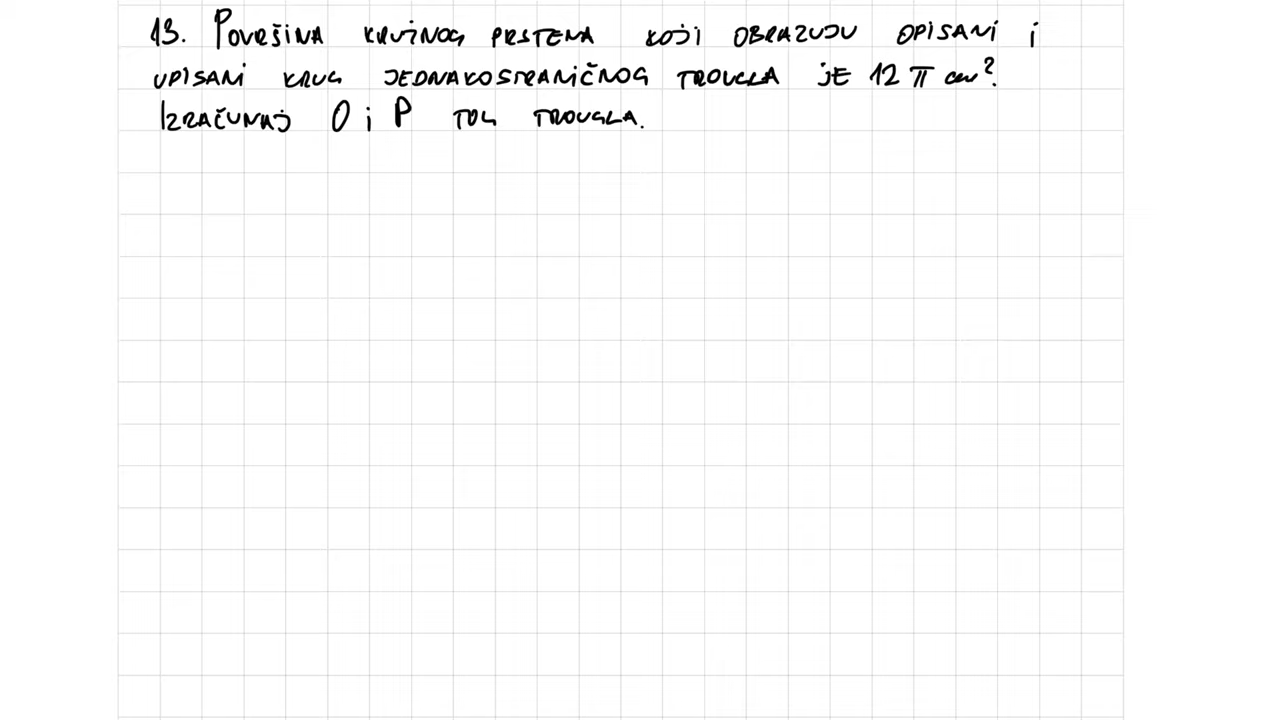 13. Površina kružnog prstena koji obrazuju opisani i
upisani krug jednakostraničnog trougla je 12 π cm².
Izračunaj O i P tog trougla.